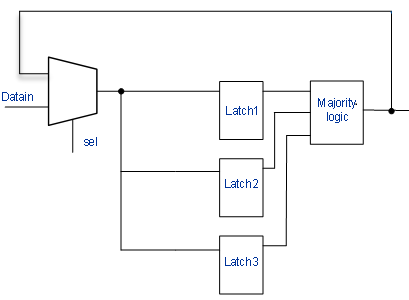 Datain
sel
Latch1
Majority-
logic
Latch2
Latch3